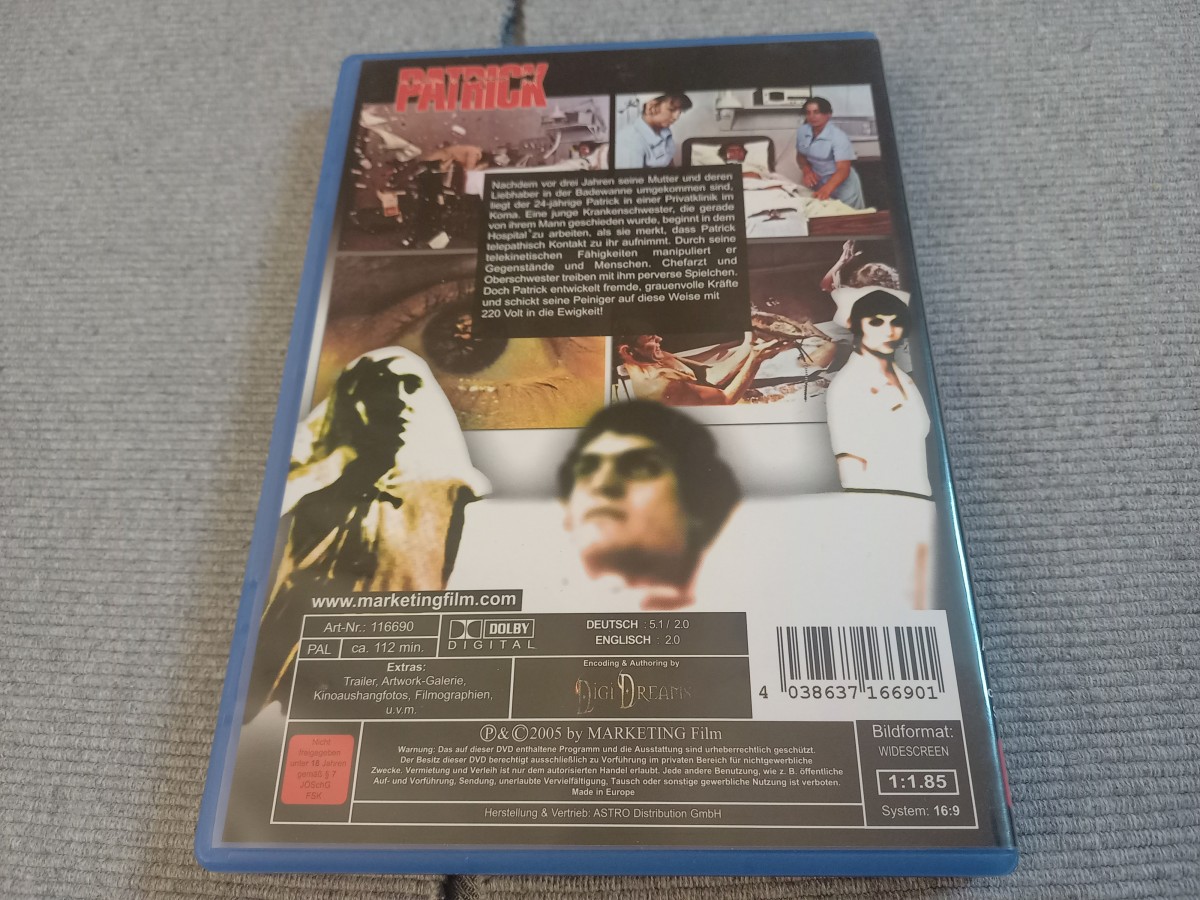 PATRICK
Nachdem vor drei Jahren seine Mutter und deren
Liebhaber in der Badewanne umgekommen sind,
liegt der 24-jährige Patrick in einer Privatklinik im
Koma. Eine junge Krankenschwester, die gerade
von ihrem Mann geschieden wurde, beginnt in dem
Hospital zu arbeiten, als sie merkt, dass Patrick
telepathisch Kontakt zu ihr aufnimmt. Durch seine
telekinetischen Fähigkeiten manipuliert er
Gegenstände und Menschen. Chefarzt und
Oberschwester treiben mit ihm perverse Spielchen.
Doch Patrick entwickelt fremde, grauenvolle Kräfte
und schickt seine Peiniger auf diese Weise mit
220 Volt in die Ewigkeit!
www.marketingfilm.com
Art-Nr.: 116690
PAL
ca. 112 min.
DOLBY
DIGITAL
DEUTSCH : 5.1 / 2.0
ENGLISCH : 2.0
Extras:
Trailer, Artwork-Galerie,
Kinoaushangfotos, Filmographien,
u.v.m.
Encoding & Authoring by
DIGIDREAMS
4 038637 166901
Nicht
freigegeben
unter 18 Jahren
gemäß § 7
JÖSchG
FSK
Ⓟ&©2005 by MARKETING Film
Warnung: Das auf dieser DVD enthaltene Programm und die Ausstattung sind urheberrechtlich geschützt.
Der Besitz dieser DVD berechtigt ausschließlich zu Vorführung im privaten Bereich für nichtgewerbliche
Zwecke. Vermietung und Verleih ist nur dem autorisierten Handel erlaubt. Jede andere Benutzung, wie z. B. öffentliche
Auf- und Vorführung, Sendung, unerlaubte Vervielfältigung, Tausch oder sonstige gewerbliche Nutzung ist verboten.
Made in Europe
Herstellung & Vertrieb: ASTRO Distribution GmbH
Bildformat:
WIDESCREEN
1:1.85
System: 16:9